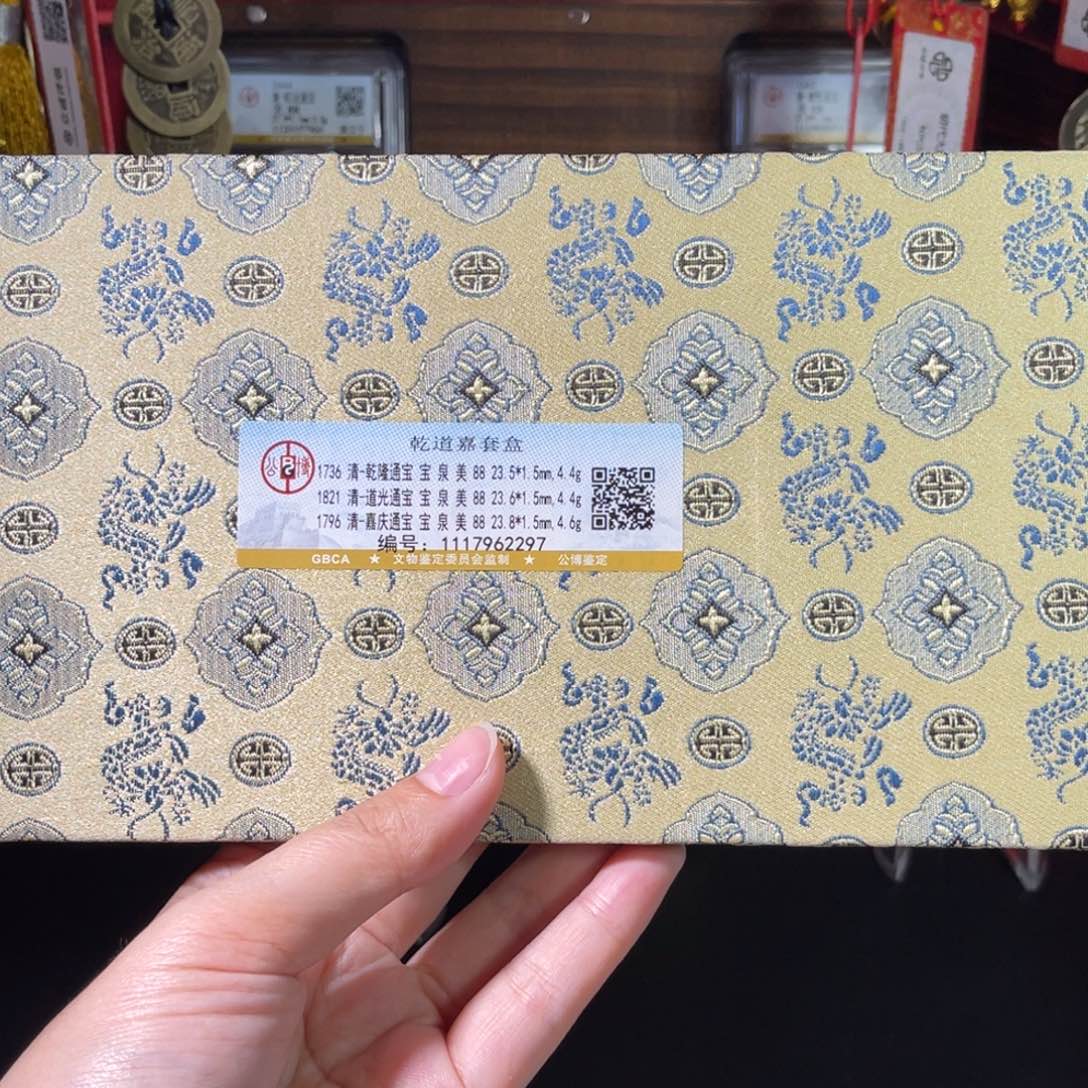 乾道嘉套盒
公博
1736 清-乾隆通宝 宝 泉 美 88 23.5*1.5mm,4.4g
1821 清-道光通宝 宝 泉 美 88 23.6*1.5mm,4.4g
1796 清-嘉庆通宝 宝 泉 美 88 23.8*1.5mm,4.6g
编号: 1117962297
GBCA ★ 文物鉴定委员会监制 ★ 公博鉴定